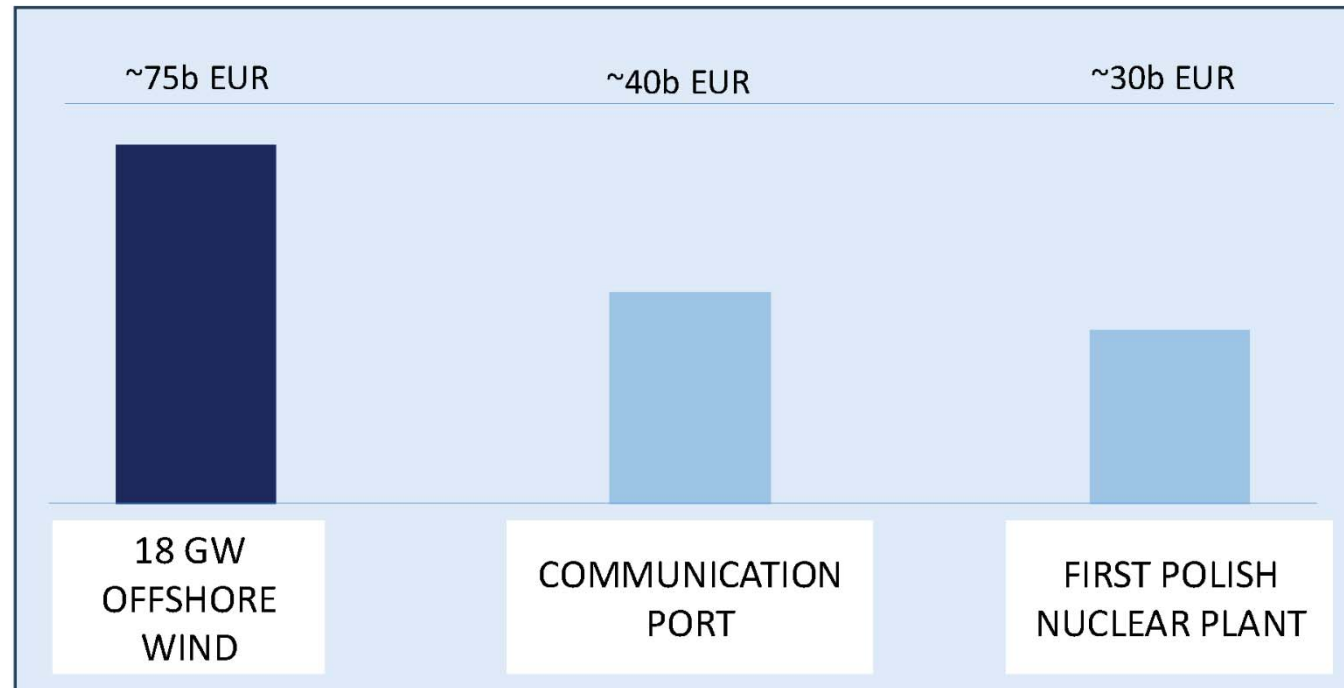 ~75b EUR
~40b EUR
~30b EUR
18 GW
OFFSHORE
WIND
COMMUNICATION
PORT
FIRST POLISH
NUCLEAR PLANT